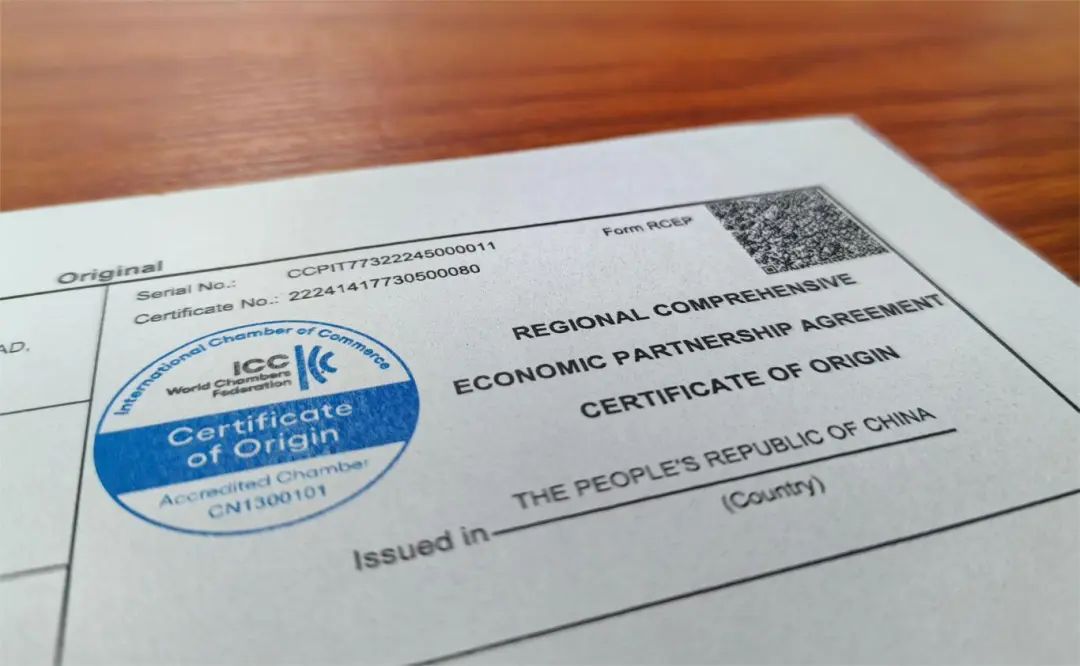 Original
AD,
Serial No.: CCPIT77322245000011
Certificate No.: 22241417730500080
Form RCEP
International Chamber of Commerce
ICC
World Chambers
Federation
Certificate
of Origin
Accredited Chamber
CN1300101
REGIONAL COMPREHENSIVE
ECONOMIC PARTNERSHIP AGREEMENT
CERTIFICATE OF ORIGIN
Issued in THE PEOPLE'S REPUBLIC OF CHINA
(Country)